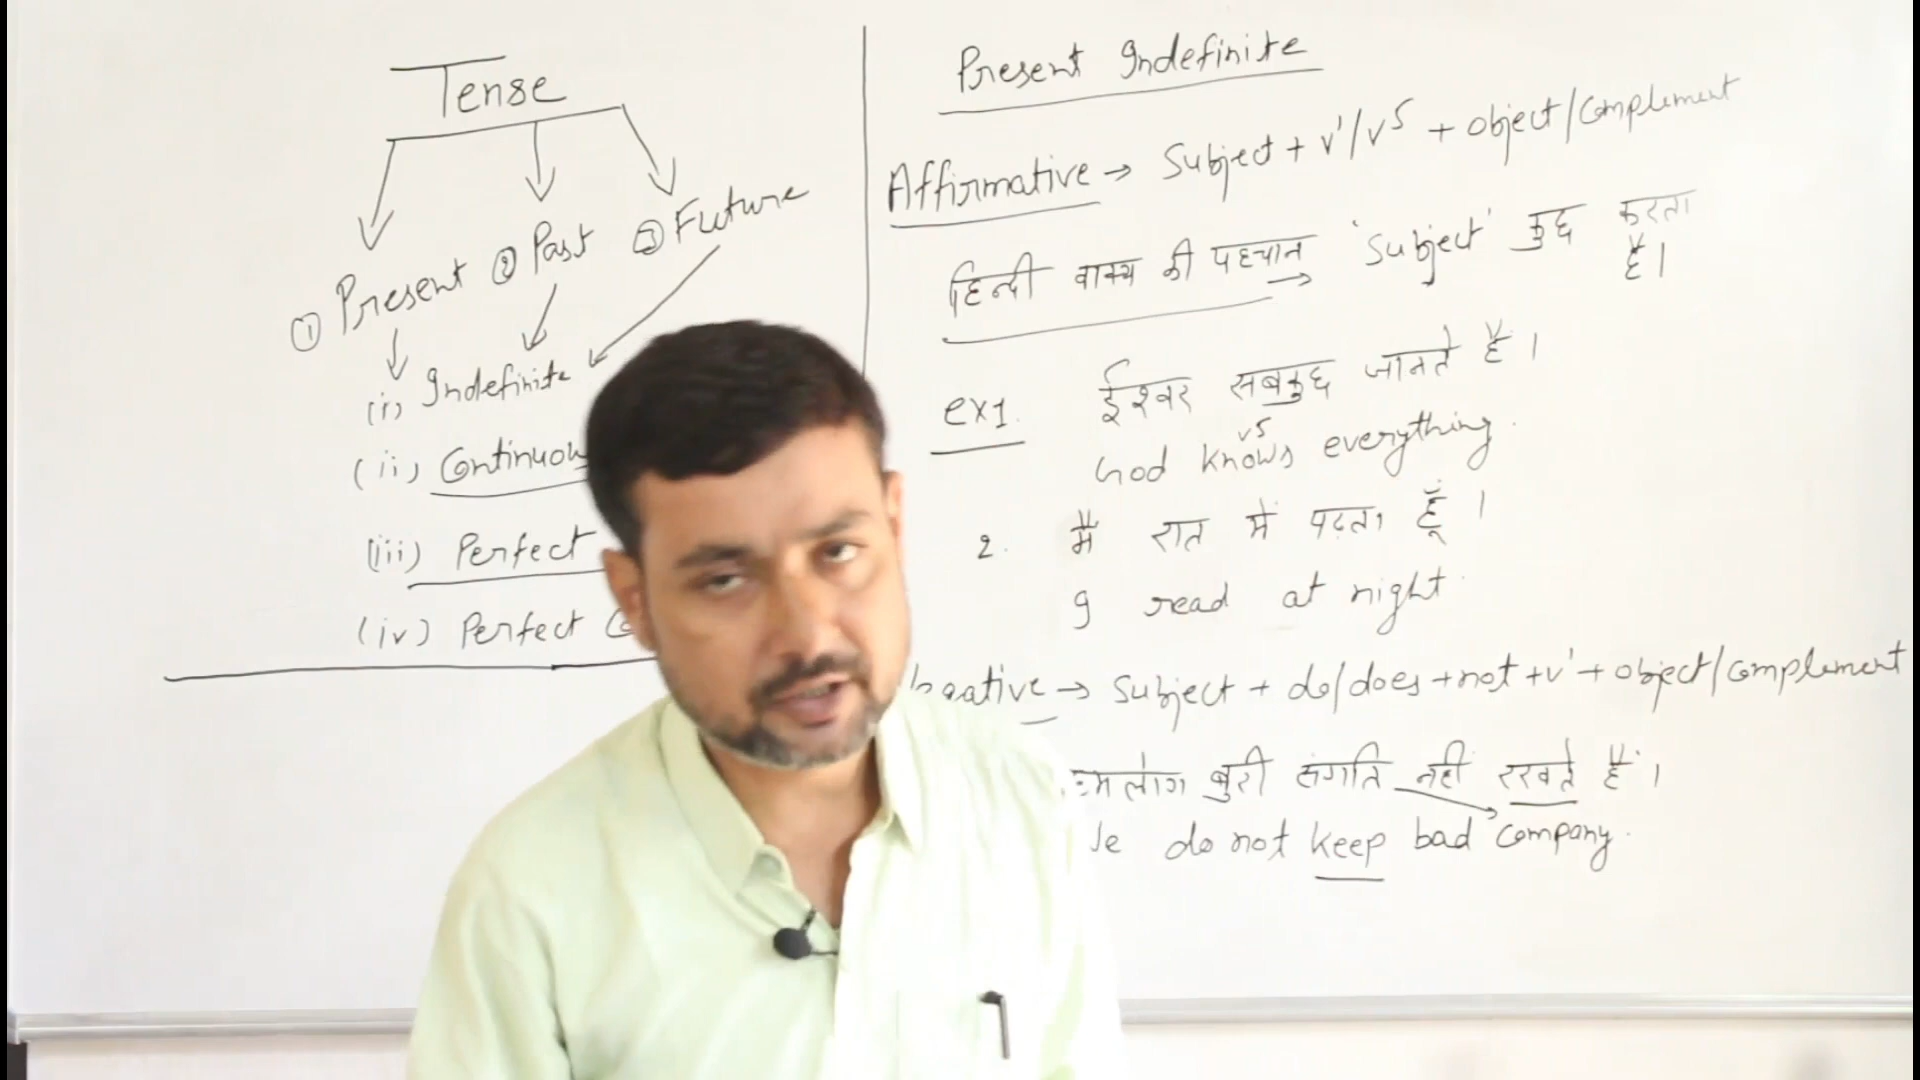 Tense
① Present ② Past ③ Future
(i) Indefinite
(ii)
(iii) Perfect
(iv) Perfect
Present Indefinite
Affirmative → Subject + V¹/V⁵ + object/complement
हिन्दी वाक्य की पहचान → 'Subject' कुछ करता
है।
ex1. ईश्वर सबकुछ जानते हैं।
V5
God knows everything.
2. मैं रात में पढ़ता हूँ।
I read at night.
→ Subject + do/does + not + V¹ + object/complement
बुरी संगति नहीं रखते हैं।
do not keep bad company.